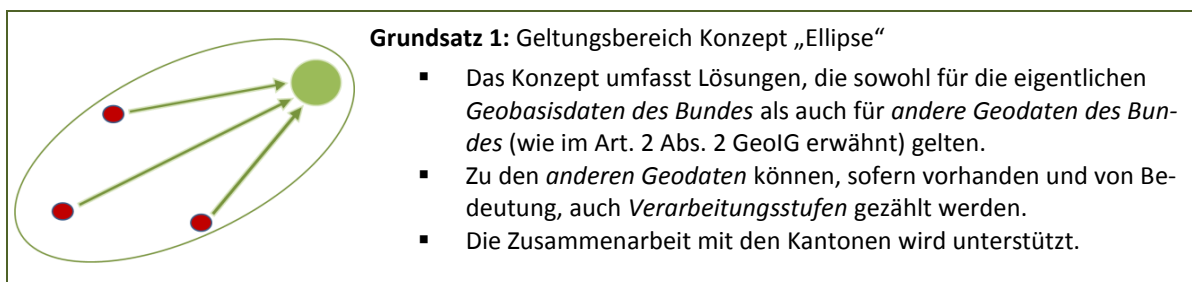 Grundsatz 1: Geltungsbereich Konzept „Ellipse“
▪ Das Konzept umfasst Lösungen, die sowohl für die eigentlichen
Geobasisdaten des Bundes als auch für andere Geodaten des Bun-
des (wie im Art. 2 Abs. 2 GeoIG erwähnt) gelten.
▪ Zu den anderen Geodaten können, sofern vorhanden und von Be-
deutung, auch Verarbeitungsstufen gezählt werden.
▪ Die Zusammenarbeit mit den Kantonen wird unterstützt.